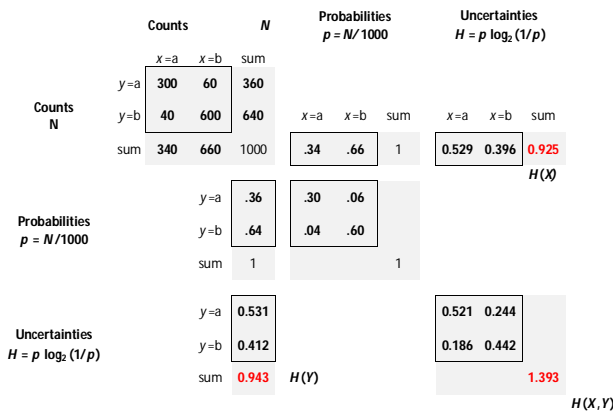 Counts N Probabilities Uncertainties
p = N/1000 H = p log₂ (1/p)
x=a x=b sum
y=a 300 60 360
Counts
N
y=b 40 600 640 x=a x=b sum x=a x=b sum
sum 340 660 1000 .34 .66 1 0.529 0.396 0.925
H(X)
y=a .36 .30 .06
Probabilities
p = N/1000
y=b .64 .04 .60
sum 1 1
y=a 0.531 0.521 0.244
Uncertainties
H = p log₂ (1/p)
y=b 0.412 0.186 0.442
sum 0.943 H(Y) 1.393
H(X,Y)